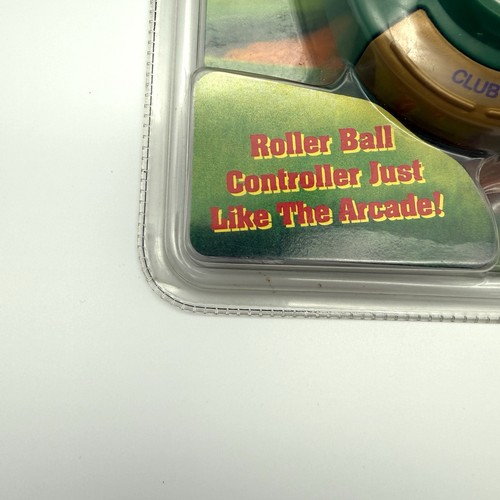 CLUB
Roller Ball
Controller Just
Like The Arcade!